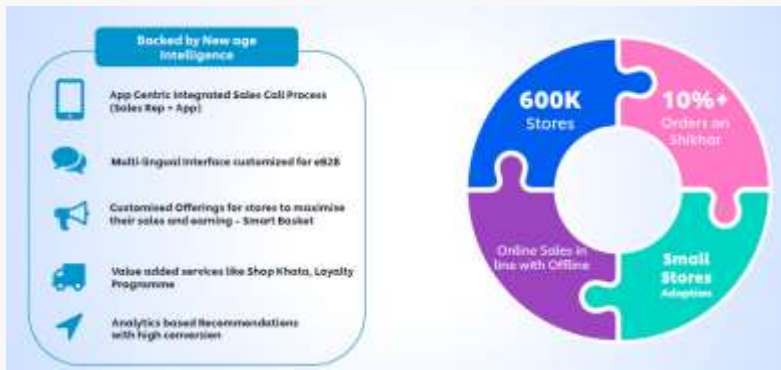 Backed by New age
Intelligence
App Centric Integrated Sales Call Process
(Sales Rep + App)
Multi-lingual Interface customized for eB2B
Customised Offerings for stores to maximise
their sales and earning - Smart Basket
Value added services like Shop Khata, Loyalty
Programme
Analytics based Recommendations
with high conversion
600K
Stores
10%+
Orders on
Shikhar
Online Sales in
line with Offline
Small
Stores
Adoption